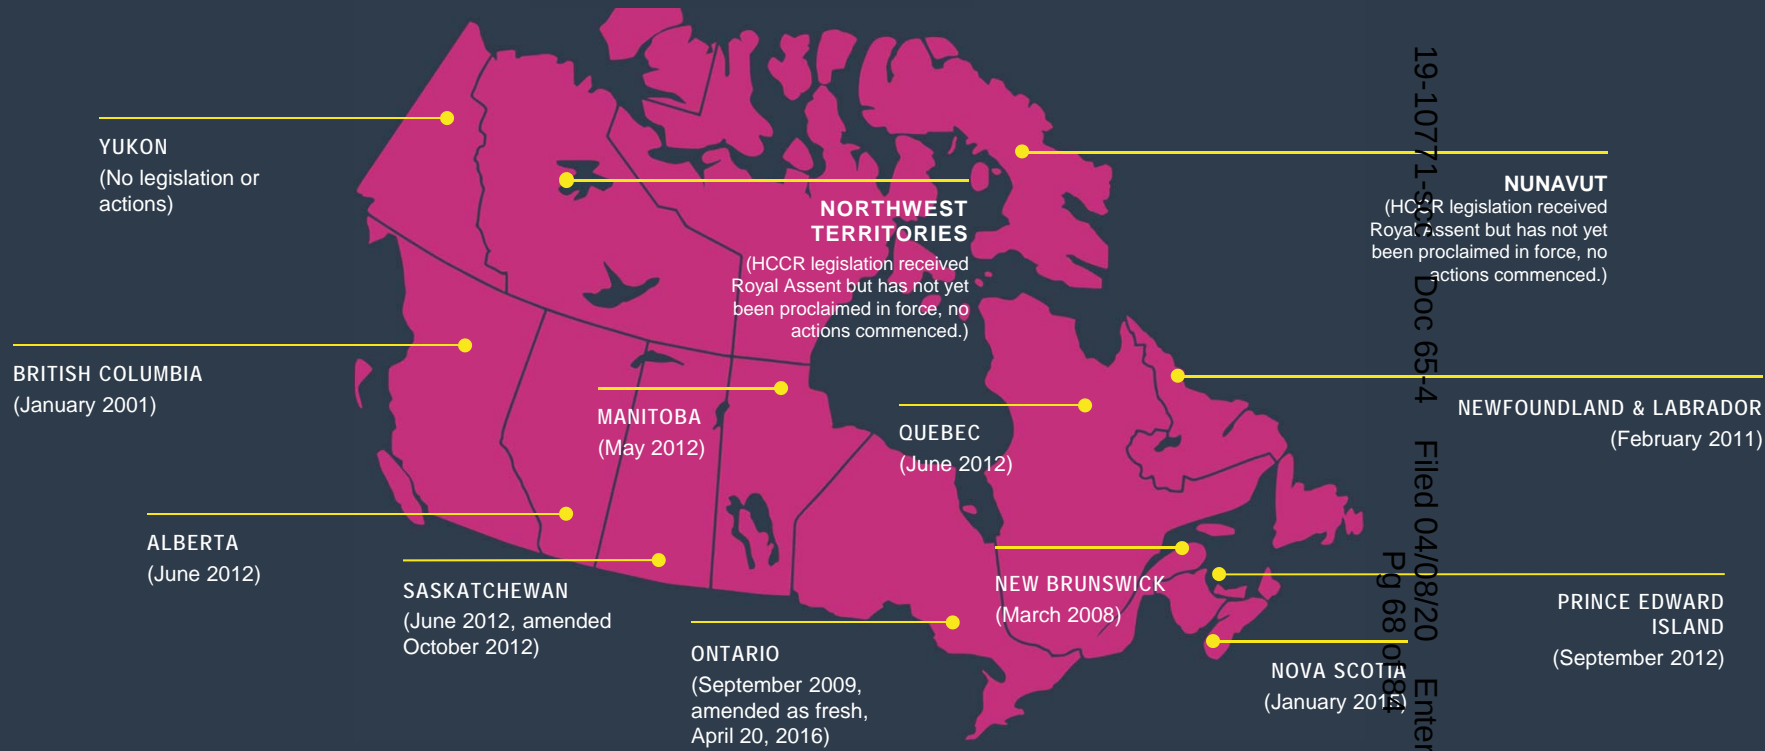 YUKON
(No legislation or
actions)
NORTHWEST
TERRITORIES
(HCCR legislation received
Royal Assent but has not yet
been proclaimed in force, no
actions commenced.)
NUNAVUT
(HCCR legislation received
Royal Assent but has not yet
been proclaimed in force, no
actions commenced.)
BRITISH COLUMBIA
(January 2001)
MANITOBA
(May 2012)
QUEBEC
(June 2012)
NEWFOUNDLAND & LABRADOR
(February 2011)
ALBERTA
(June 2012)
SASKATCHEWAN
(June 2012, amended
October 2012)
ONTARIO
(September 2009,
amended as fresh,
April 20, 2016)
NEW BRUNSWICK
(March 2008)
PRINCE EDWARD
ISLAND
(September 2012)
NOVA SCOTIA
(January 2015)
19-10771-scc Doc 65-4 Filed 04/08/20 Enter
Pg 68 of 84